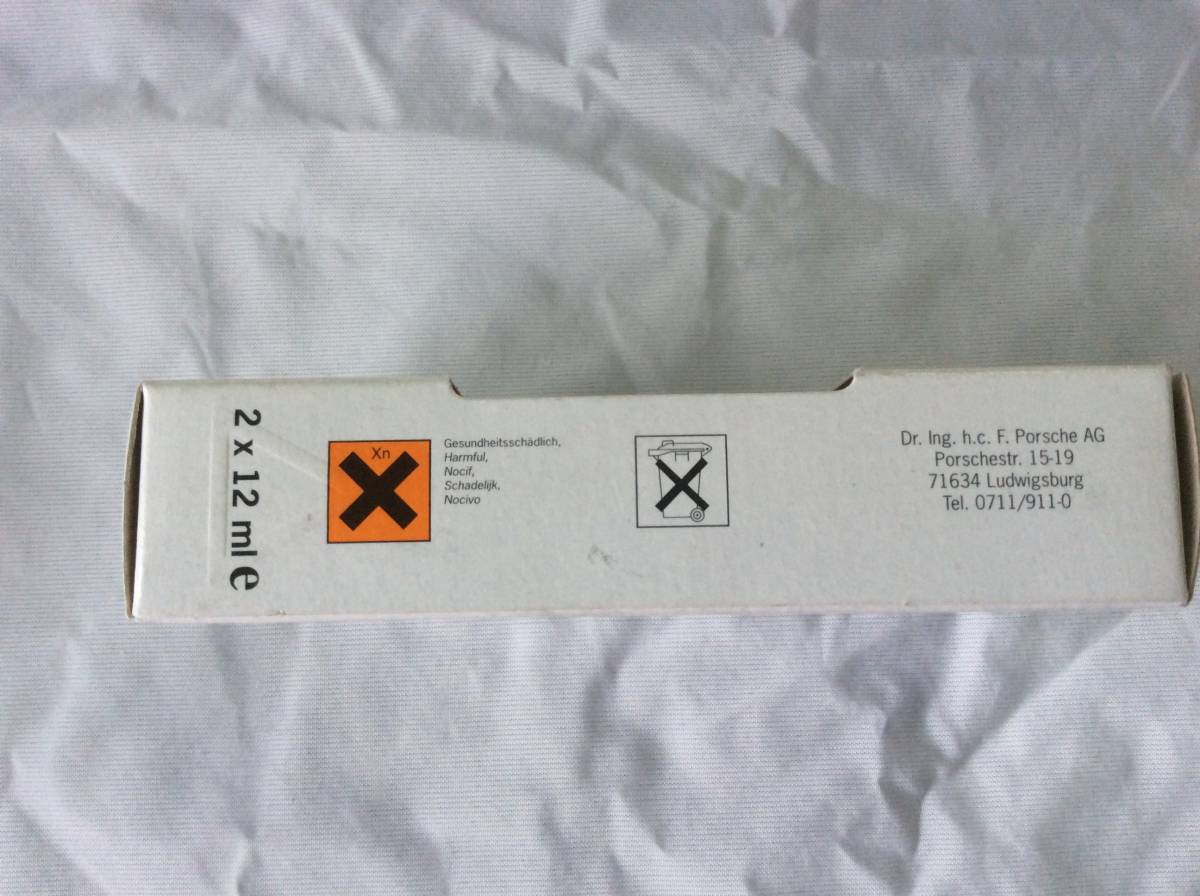 2 x 12 ml e
Xn
Gesundheitsschädlich,
Harmful,
Nocif,
Schadelijk,
Nocivo
Dr. Ing. h.c. F. Porsche AG
Porschestr. 15-19
71634 Ludwigsburg
Tel. 0711/911-0